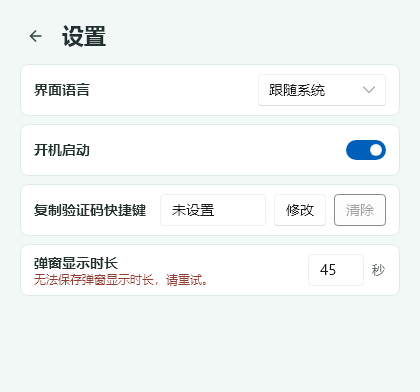 设置
界面语言
跟随系统
开机启动
复制验证码快捷键
未设置
修改
清除
弹窗显示时长
无法保存弹窗显示时长，请重试。
45
秒